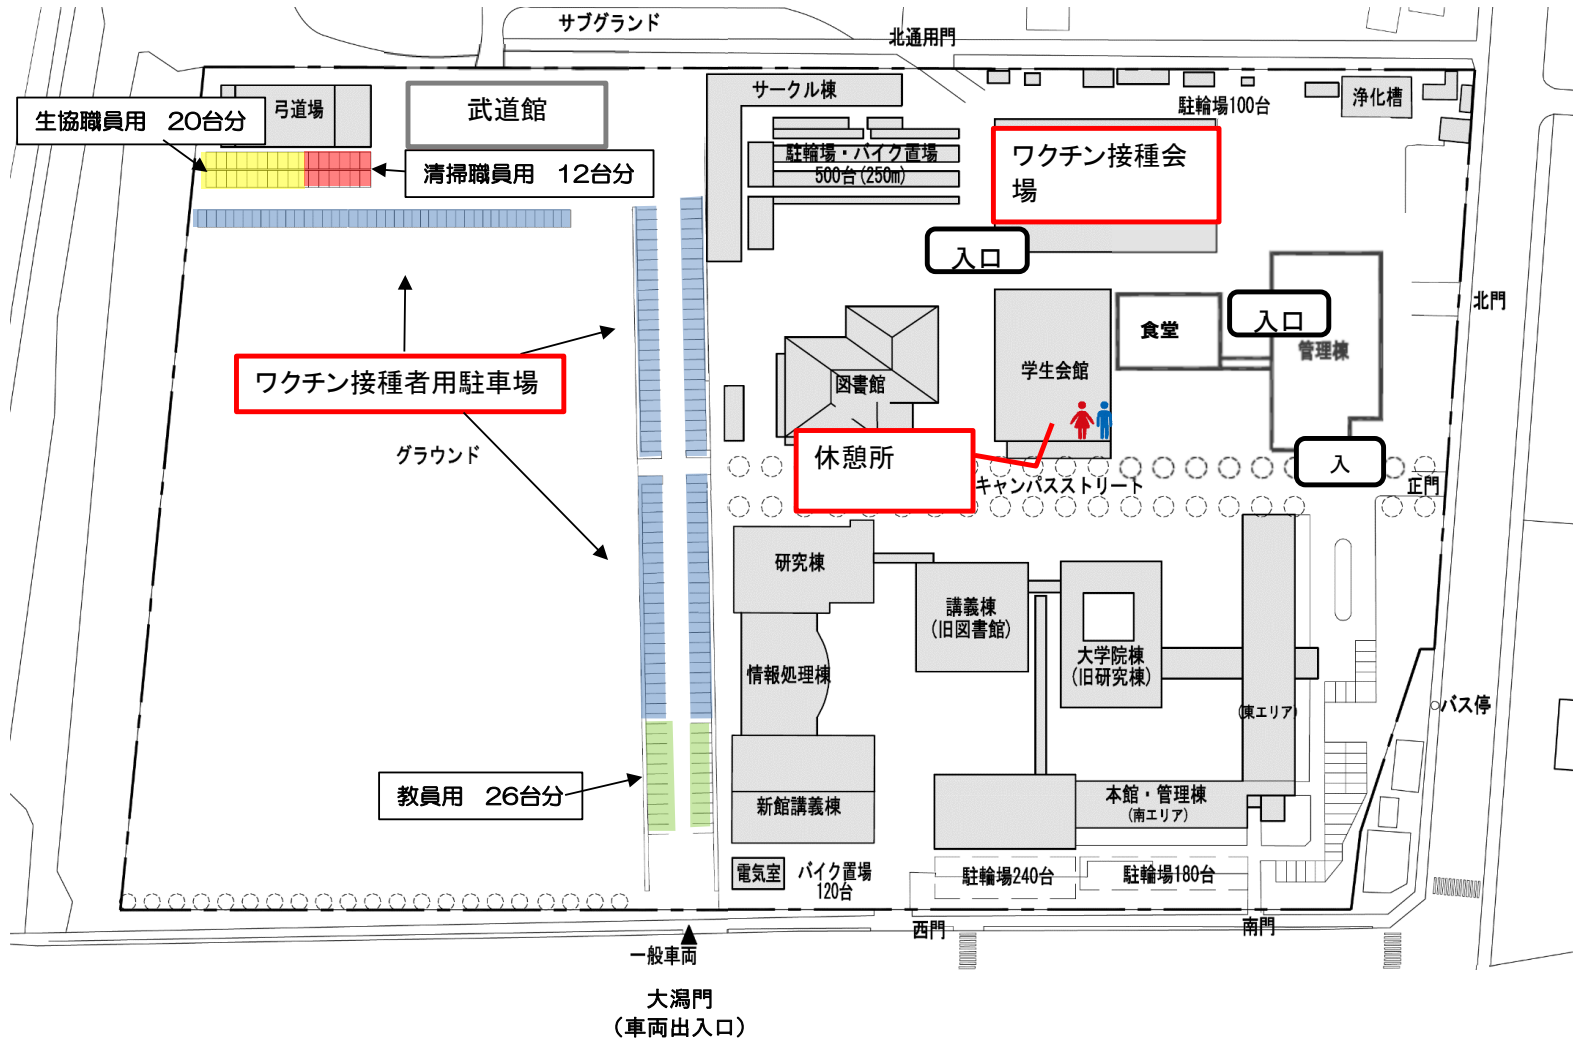 サブグランド
北通用門
生協職員用 20台分
弓道場
武道館
サークル棟
駐輪場100台
浄化槽
清掃職員用 12台分
駐輪場・バイク置場
500台(250m)
ワクチン接種会
場
入口
北門
入口
食堂
管理棟
学生会館
図書館
ワクチン接種者用駐車場
グラウンド
休憩所
入
キャンパスストリート
正門
研究棟
講義棟
(旧図書館)
大学院棟
(旧研究棟)
情報処理棟
(東エリア)
バス停
教員用 26台分
新館講義棟
本館・管理棟
(南エリア)
電気室
バイク置場
120台
駐輪場240台
駐輪場180台
西門
南門
一般車両
大潟門
(車両出入口)